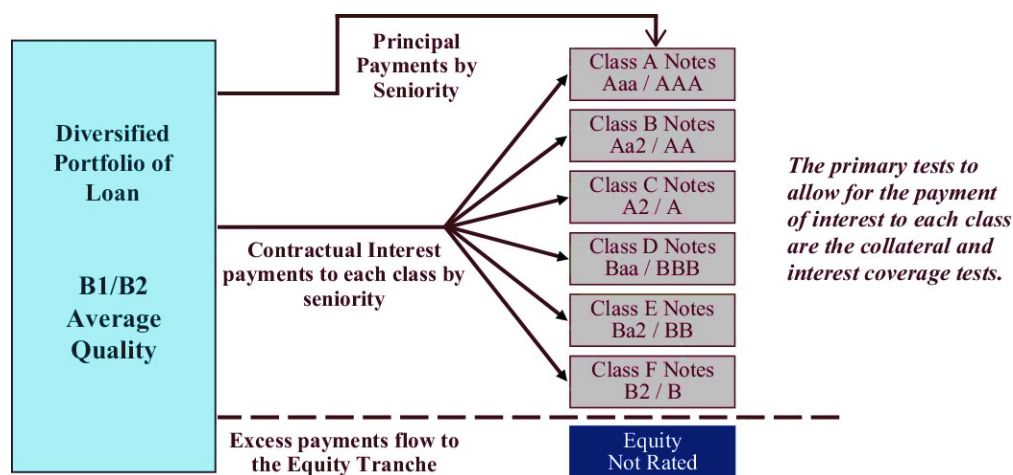 Principal
Payments by
Seniority
Diversified
Portfolio of
Loan
B1/B2
Average
Quality
Contractual Interest
payments to each class by
seniority
Class A Notes
Aaa / AAA
Class B Notes
Aa2 / AA
Class C Notes
A2 / A
Class D Notes
Baa / BBB
Class E Notes
Ba2 / BB
Class F Notes
B2 / B
The primary tests to
allow for the payment
of interest to each class
are the collateral and
interest coverage tests.
Excess payments flow to
the Equity Tranche
Equity
Not Rated